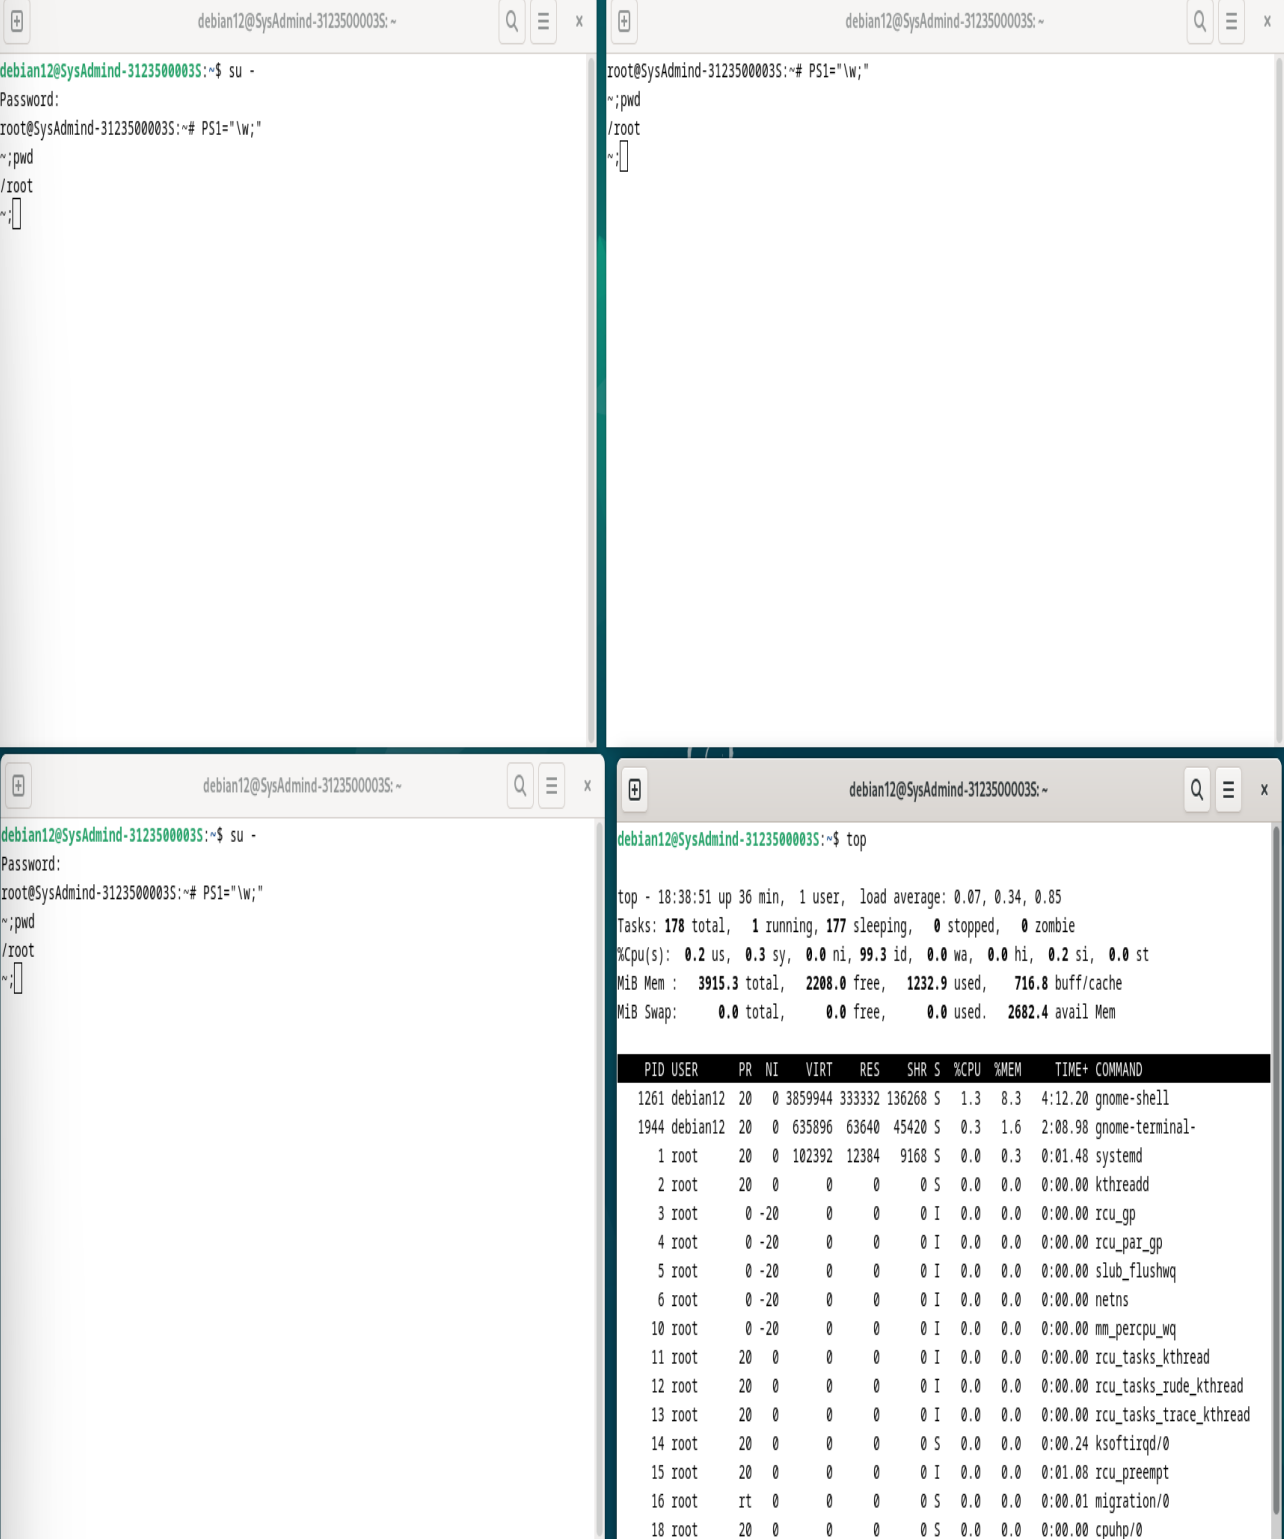 debian12@SysAdmind-3123500003S: ~
debian12@SysAdmind-3123500003S:~$ su -
Password:
root@SysAdmind-3123500003S:~# PS1="\w;"
~;pwd
/root
~;
debian12@SysAdmind-3123500003S: ~
root@SysAdmind-3123500003S:~# PS1="\w;"
~;pwd
/root
~;
debian12@SysAdmind-3123500003S: ~
debian12@SysAdmind-3123500003S:~$ su -
Password:
root@SysAdmind-3123500003S:~# PS1="\w;"
~;pwd
/root
~;
debian12@SysAdmind-3123500003S: ~
debian12@SysAdmind-3123500003S:~$ top
top - 18:38:51 up 36 min,  1 user,  load average: 0.07, 0.34, 0.85
Tasks: 178 total,   1 running, 177 sleeping,   0 stopped,   0 zombie
%Cpu(s):  0.2 us,  0.3 sy,  0.0 ni, 99.3 id,  0.0 wa,  0.0 hi,  0.2 si,  0.0 st
MiB Mem :   3915.3 total,   2208.0 free,   1232.9 used,    716.8 buff/cache
MiB Swap:      0.0 total,      0.0 free,      0.0 used.   2682.4 avail Mem
PID USER      PR  NI    VIRT    RES    SHR S  %CPU  %MEM     TIME+ COMMAND
1261 debian12  20   0 3859944 333332 136268 S   1.3   8.3   4:12.20 gnome-shell
1944 debian12  20   0  635896  63640  45420 S   0.3   1.6   2:08.98 gnome-terminal-
1 root      20   0  102392  12384   9168 S   0.0   0.3   0:01.48 systemd
2 root      20   0       0      0      0 S   0.0   0.0   0:00.00 kthreadd
3 root       0 -20       0      0      0 I   0.0   0.0   0:00.00 rcu_gp
4 root       0 -20       0      0      0 I   0.0   0.0   0:00.00 rcu_par_gp
5 root       0 -20       0      0      0 I   0.0   0.0   0:00.00 slub_flushwq
6 root       0 -20       0      0      0 I   0.0   0.0   0:00.00 netns
10 root       0 -20       0      0      0 I   0.0   0.0   0:00.00 mm_percpu_wq
11 root      20   0       0      0      0 I   0.0   0.0   0:00.00 rcu_tasks_kthread
12 root      20   0       0      0      0 I   0.0   0.0   0:00.00 rcu_tasks_rude_kthread
13 root      20   0       0      0      0 I   0.0   0.0   0:00.00 rcu_tasks_trace_kthread
14 root      20   0       0      0      0 S   0.0   0.0   0:00.24 ksoftirqd/0
15 root      20   0       0      0      0 I   0.0   0.0   0:01.08 rcu_preempt
16 root      rt   0       0      0      0 S   0.0   0.0   0:00.01 migration/0
18 root      20   0       0      0      0 S   0.0   0.0   0:00.00 cpuhp/0